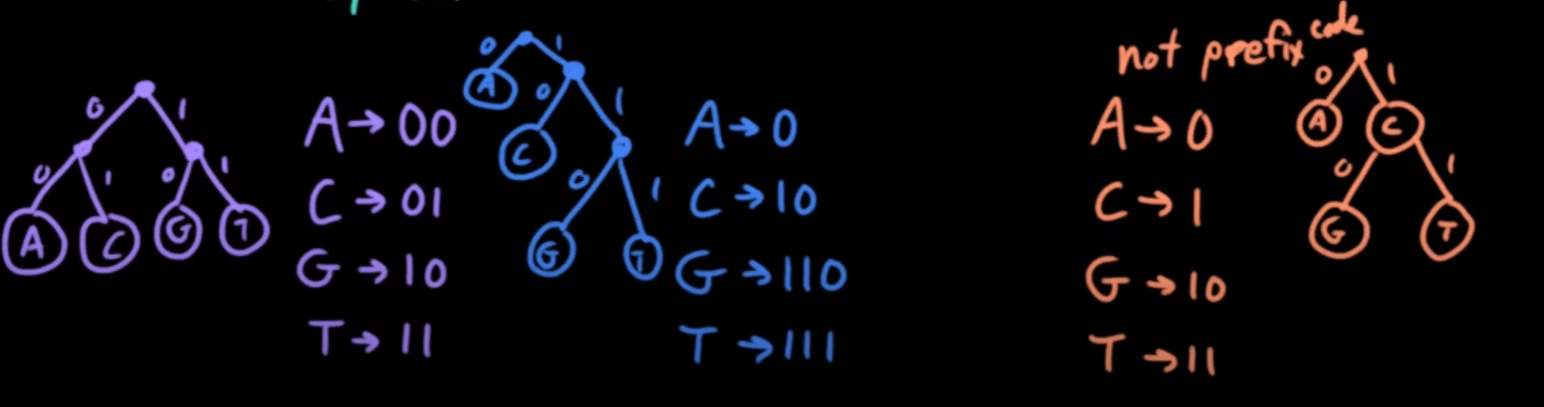 0 1
0 1 0 1
A C G T
A → 00
C → 01
G → 10
T → 11
0 1
A 0 1
C 0 1
G T
A → 0
C → 10
G → 110
T → 111
not prefix code
A → 0
C → 1
G → 10
T → 11
0 1
A C
0 1
G T